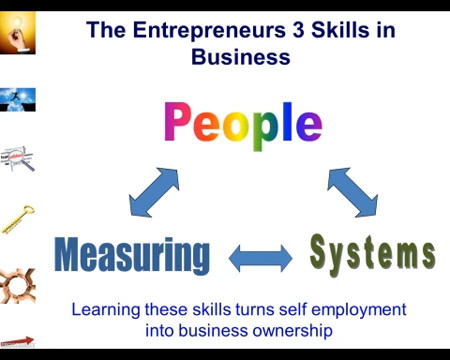 The Entrepreneurs 3 Skills in
Business
People
Measuring
Systems
Learning these skills turns self employment
into business ownership